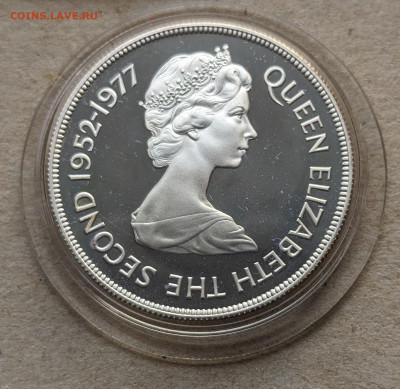 COINS.LAVE.RU
QUEEN ELIZABETH THE SECOND 1952-1977